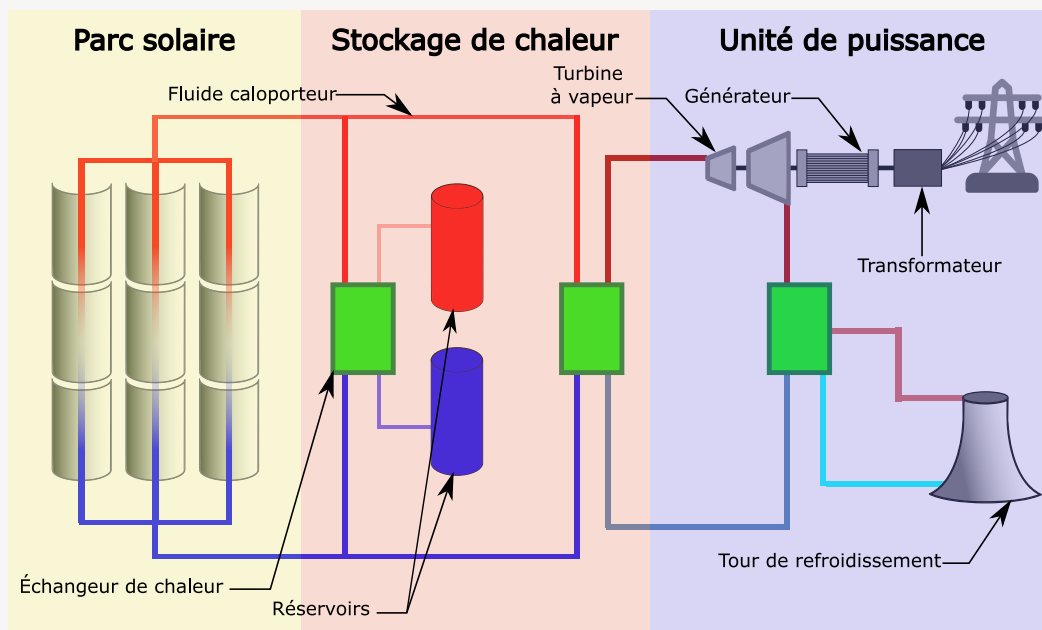 Parc solaire
Stockage de chaleur
Unité de puissance
Fluide caloporteur
Turbine
à vapeur
Générateur
Transformateur
Tour de refroidissement
Échangeur de chaleur
Réservoirs